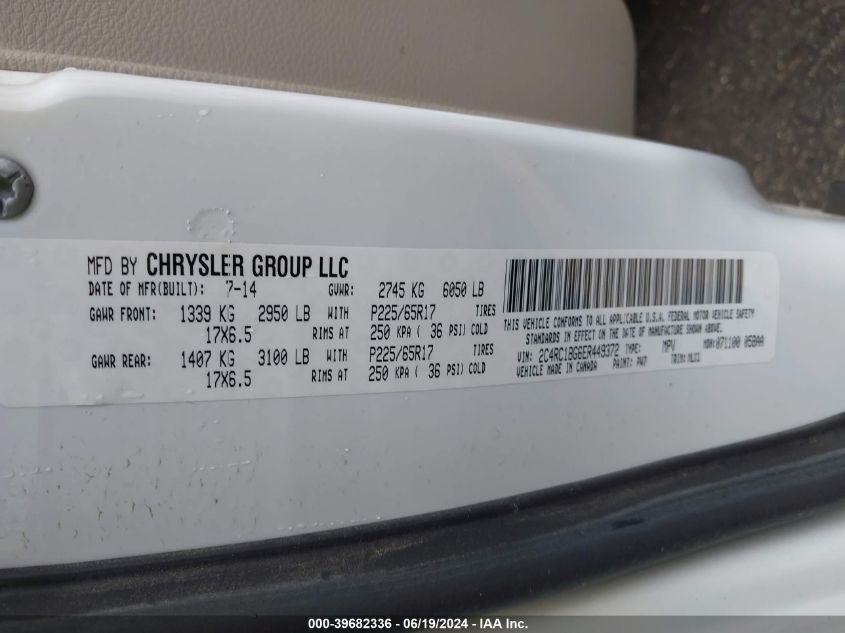 MFD BY CHRYSLER GROUP LLC
DATE OF MFR(BUILT): 7-14 GVWR: 2745 KG 6050 LB
GAWR FRONT: 1339 KG 2950 LB WITH P225/65R17 TIRES
17X6.5 RIMS AT 250 KPA ( 36 PSI) COLD
GAWR REAR: 1407 KG 3100 LB WITH P225/65R17 TIRES
17X6.5 RIMS AT 250 KPA ( 36 PSI) COLD
THIS VEHICLE CONFORMS TO ALL APPLICABLE U.S.A. FEDERAL MOTOR VEHICLE SAFETY
STANDARDS IN EFFECT ON THE DATE OF MANUFACTURE SHOWN ABOVE.
VIN: 2C4RC1BG6ER449372 TYPE: MPV MDH: 071100 058AA
VEHICLE MADE IN CANADA PAINT: PW7 TRIM:
000-39682336 - 06/19/2024 - IAA Inc.